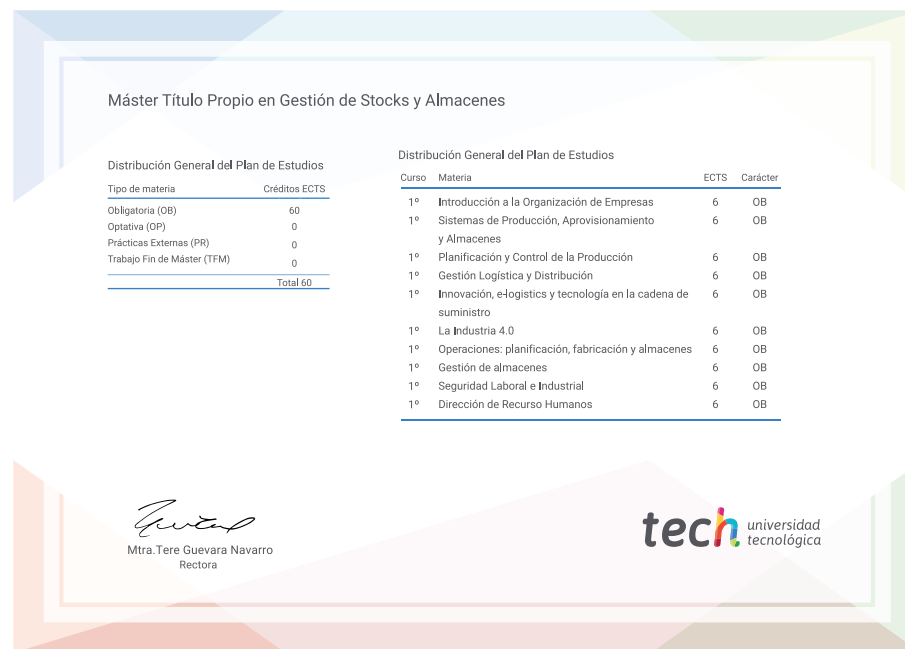 Máster Título Propio en Gestión de Stocks y Almacenes
Distribución General del Plan de Estudios
Tipo de materia Créditos ECTS
Obligatoria (OB) 60
Optativa (OP) 0
Prácticas Externas (PR) 0
Trabajo Fin de Máster (TFM) 0
Total 60
Distribución General del Plan de Estudios
Curso Materia ECTS Carácter
1º Introducción a la Organización de Empresas 6 OB
1º Sistemas de Producción, Aprovisionamiento 6 OB
y Almacenes
1º Planificación y Control de la Producción 6 OB
1º Gestión Logística y Distribución 6 OB
1º Innovación, e-logistics y tecnología en la cadena de 6 OB
suministro
1º La Industria 4.0 6 OB
1º Operaciones: planificación, fabricación y almacenes 6 OB
1º Gestión de almacenes 6 OB
1º Seguridad Laboral e Industrial 6 OB
1º Dirección de Recurso Humanos 6 OB
Mtra.Tere Guevara Navarro
Rectora
tech universidad
tecnológica